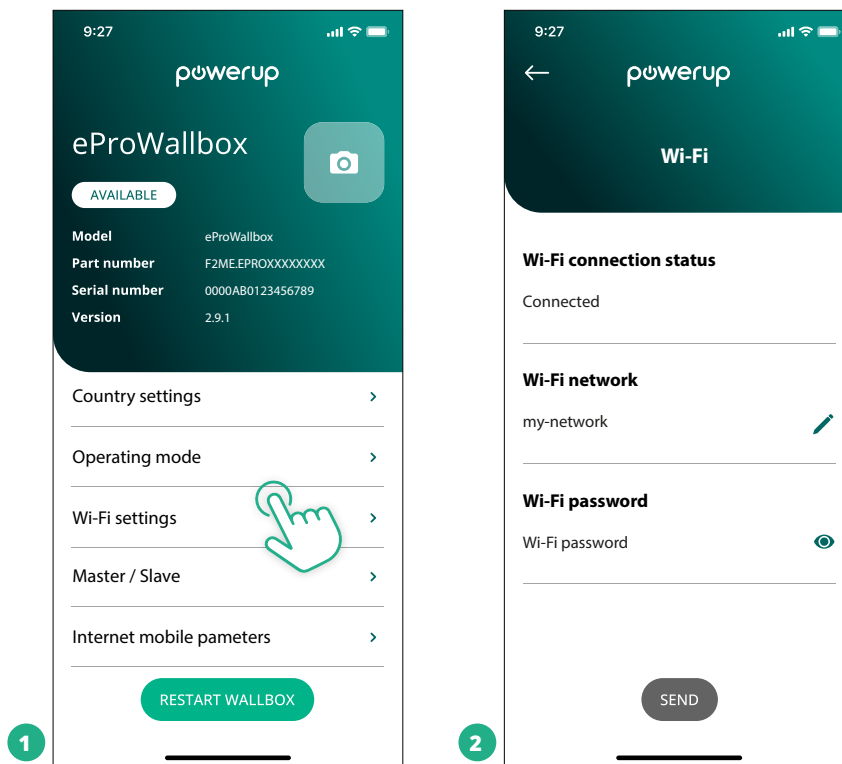 9:27
powerup
eProWallbox
AVAILABLE
Model eProWallbox
Part number F2ME.EPROXXXXXXXX
Serial number 0000AB0123456789
Version 2.9.1
Country settings
Operating mode
Wi-Fi settings
Master / Slave
Internet mobile pameters
RESTART WALLBOX
1
9:27
powerup
Wi-Fi
Wi-Fi connection status
Connected
Wi-Fi network
my-network
Wi-Fi password
Wi-Fi password
SEND
2